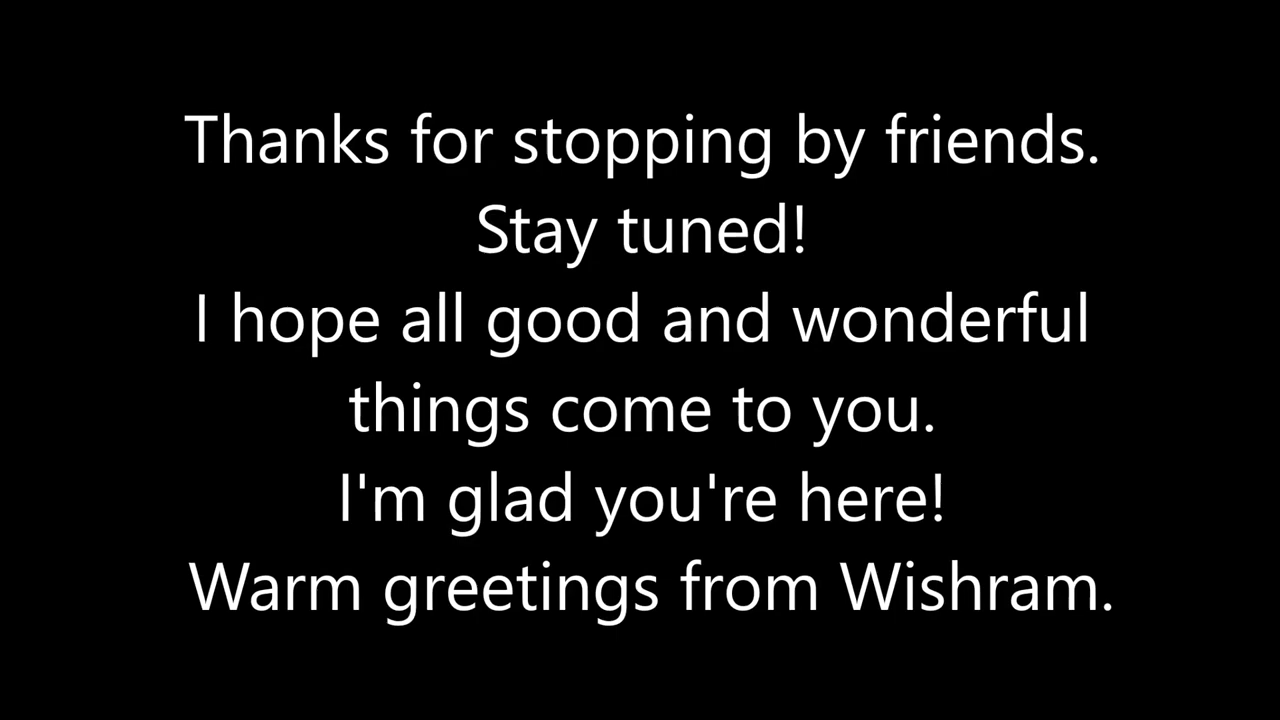 Thanks for stopping by friends.
Stay tuned!
I hope all good and wonderful
things come to you.
I'm glad you're here!
Warm greetings from Wishram.